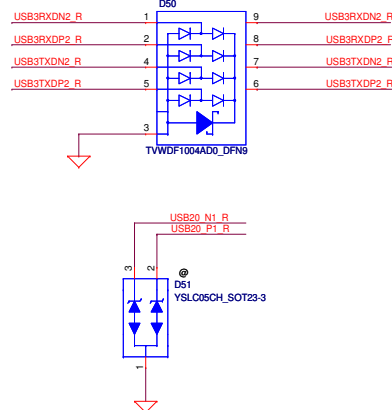 D50
USB3RXDN2_R 1 9 USB3RXDN2_R
USB3RXDP2_R 2 8 USB3RXDP2_R
USB3TXDN2_R 4 7 USB3TXDN2_R
USB3TXDP2_R 5 6 USB3TXDP2_R
3
TVWDF1004AD0_DFN9
USB20_N1_R
USB20_P1_R
3 2 @
D51
YSLC05CH_SOT23-3
1